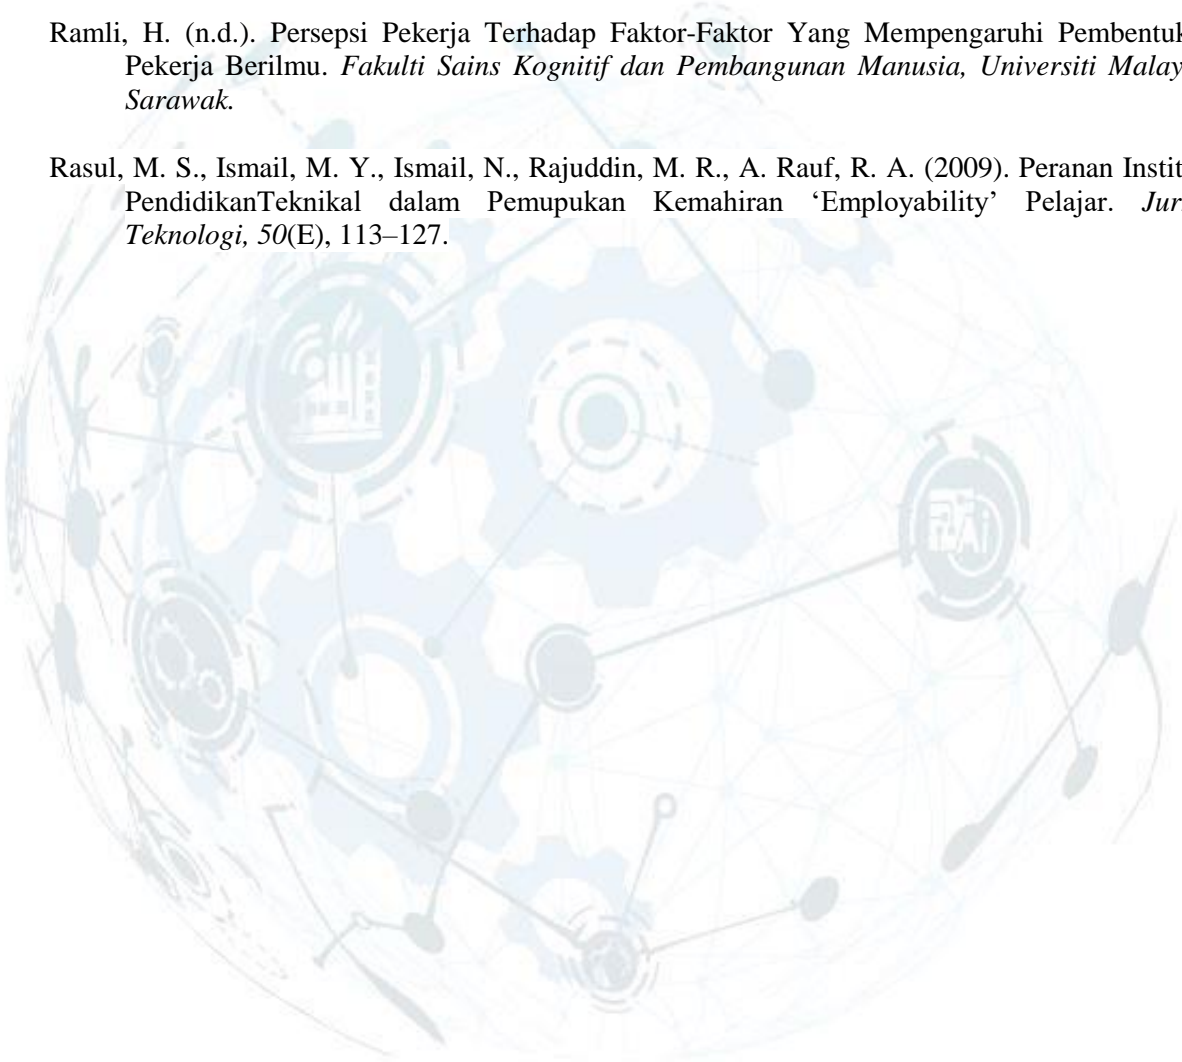 Ramli, H. (n.d.). Persepsi Pekerja Terhadap Faktor-Faktor Yang Mempengaruhi Pembentuk
Pekerja Berilmu. Fakulti Sains Kognitif dan Pembangunan Manusia, Universiti Malay
Sarawak.
Rasul, M. S., Ismail, M. Y., Ismail, N., Rajuddin, M. R., A. Rauf, R. A. (2009). Peranan Instit
PendidikanTeknikal dalam Pemupukan Kemahiran ‘Employability’ Pelajar. Jur
Teknologi, 50(E), 113–127.